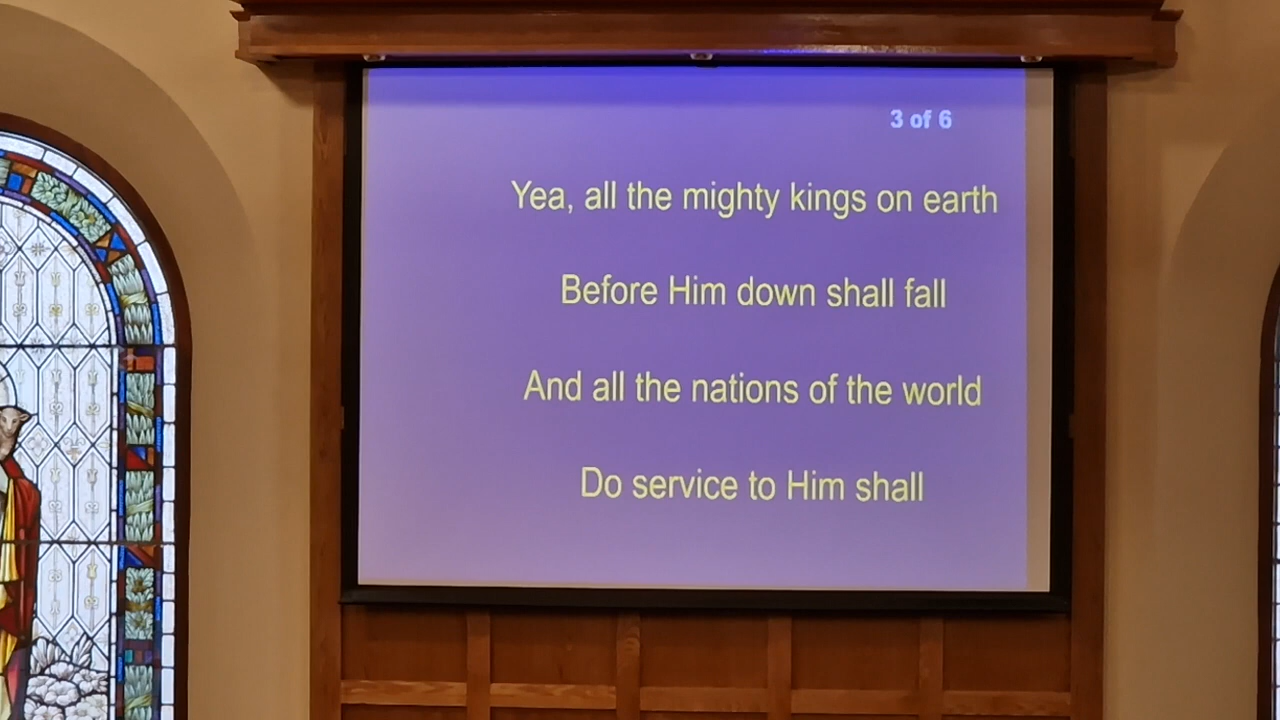 3 of 6
Yea, all the mighty kings on earth
Before Him down shall fall
And all the nations of the world
Do service to Him shall